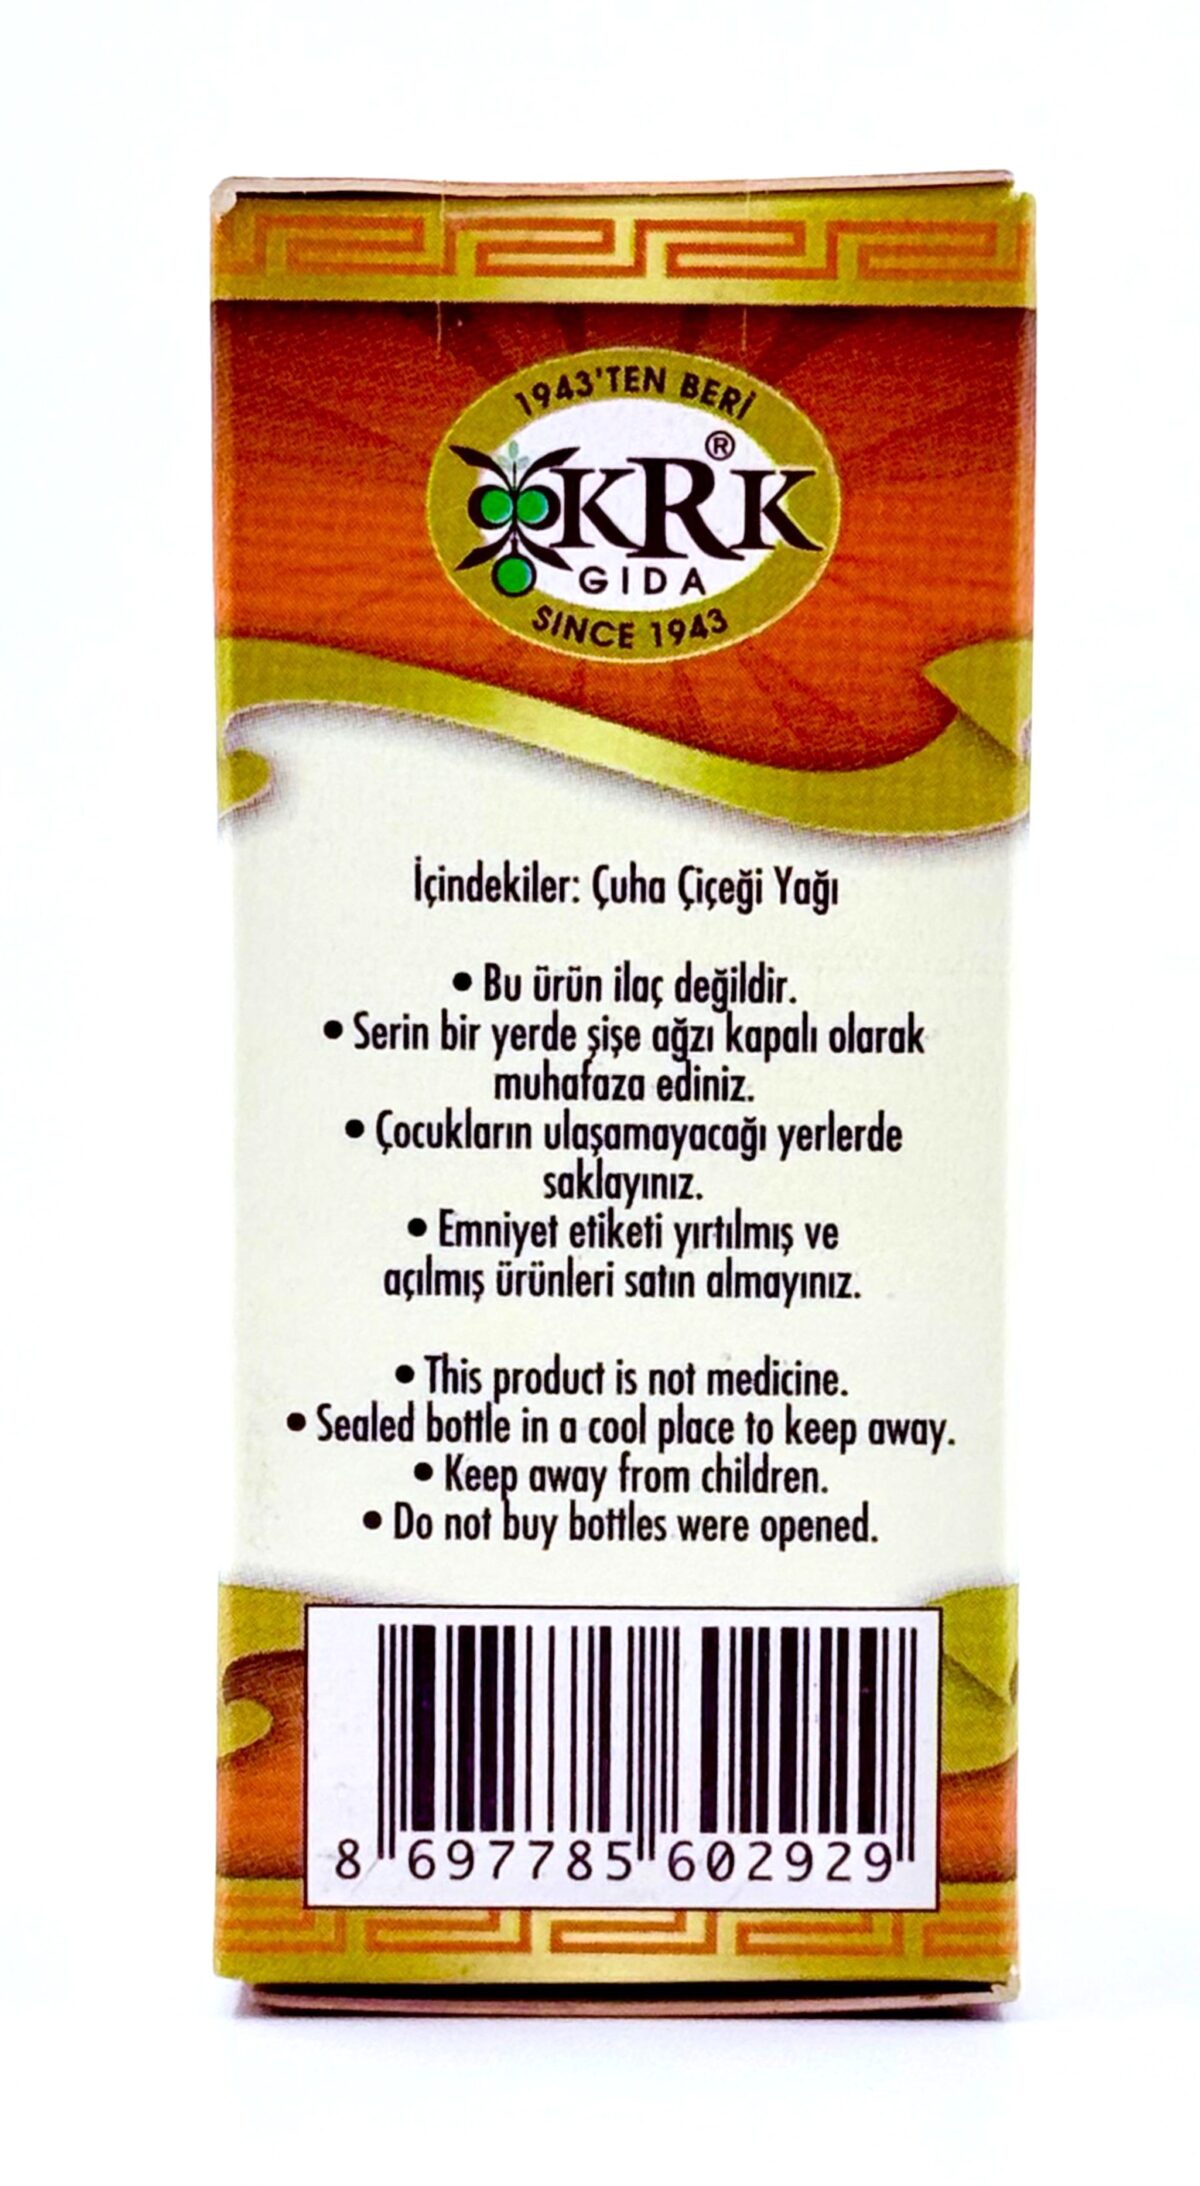 1943'TEN BERİ
KRK®
GIDA
SINCE 1943
İçindekiler: Çuha Çiçeği Yağı
• Bu ürün ilaç değildir.
• Serin bir yerde şişe ağzı kapalı olarak
muhafaza ediniz.
• Çocukların ulaşamayacağı yerlerde
saklayınız.
• Emniyet etiketi yırtılmış ve
açılmış ürünleri satın almayınız.
• This product is not medicine.
• Sealed bottle in a cool place to keep away.
• Keep away from children.
• Do not buy bottles were opened.
8 697785 602929